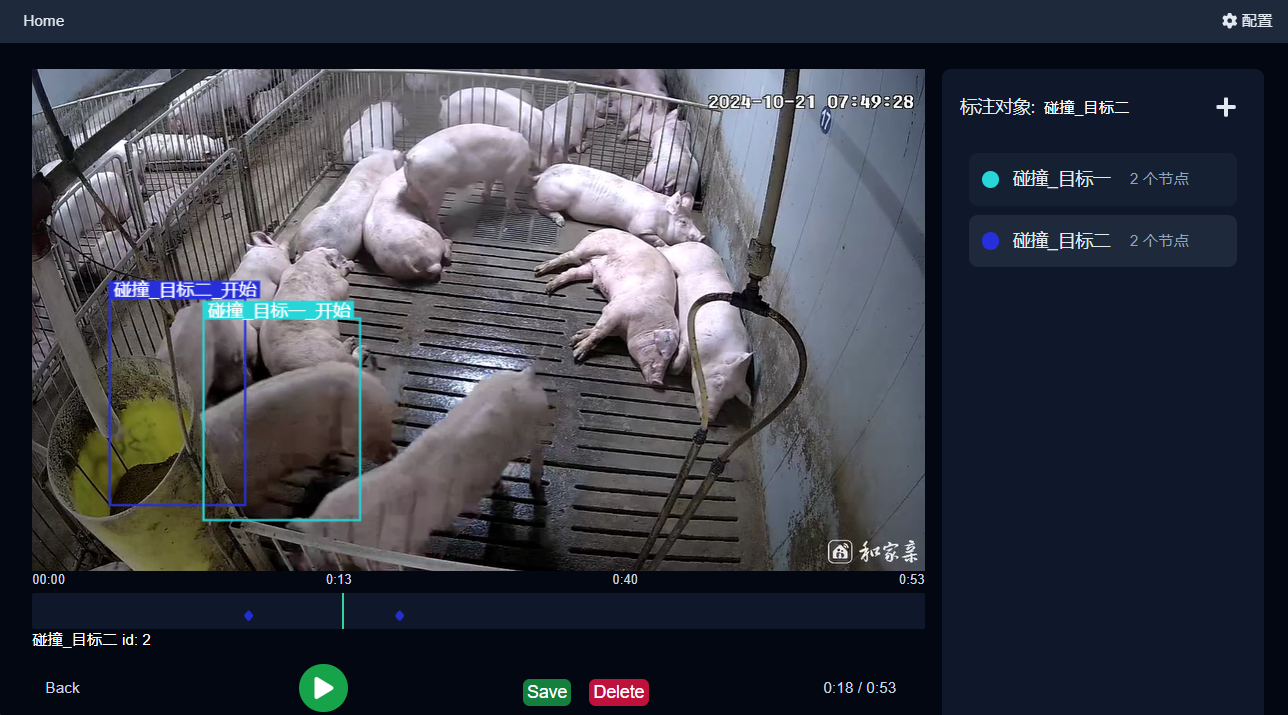 Home
配置
2024-10-21 07:49:28
17
标注对象: 碰撞_目标二
碰撞_目标一 2 个节点
碰撞_目标二 2 个节点
碰撞_目标二_开始
碰撞_目标一_开始
和家亲
00:00 0:13 0:40 0:53
碰撞_目标二 id: 2
Back
Save
Delete
0:18 / 0:53